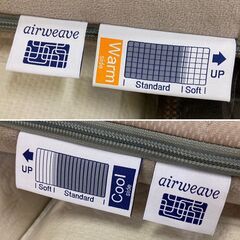 airweave
Warm side
Standard | Soft
UP
UP
Soft | Standard
Cool side
airweave